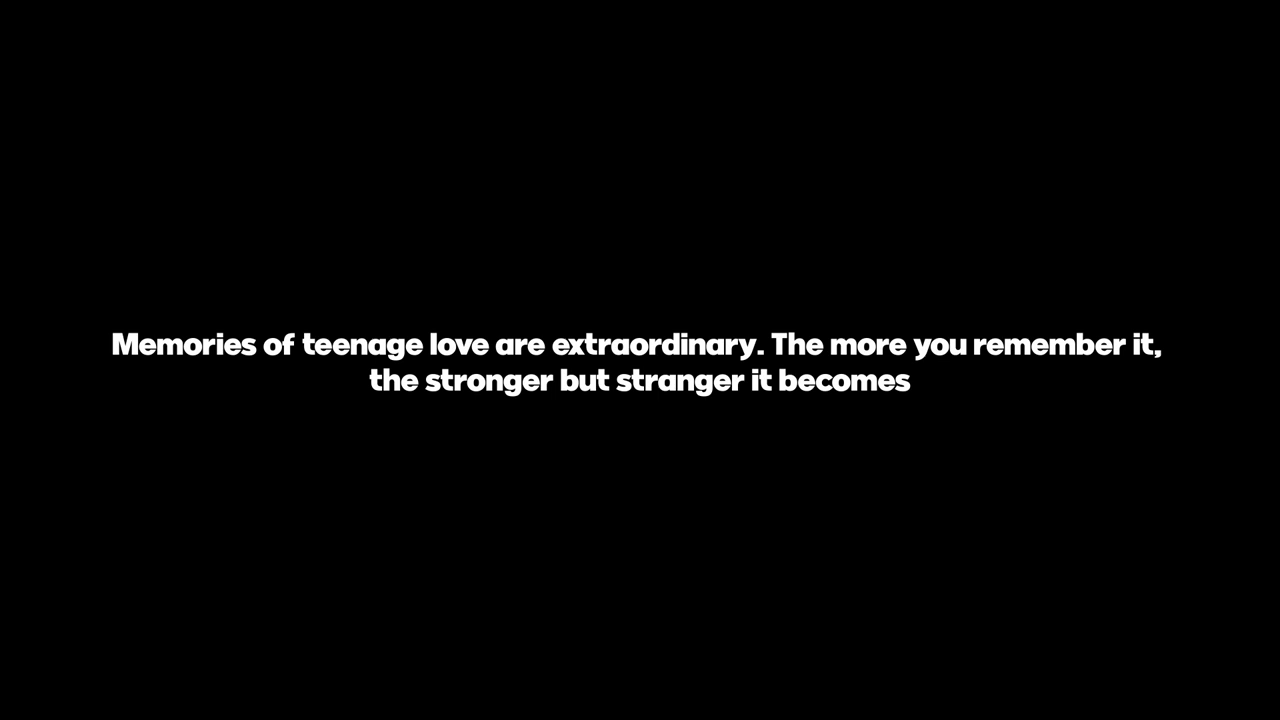 Memories of teenage love are extraordinary. The more you remember it,
the stronger but stranger it becomes